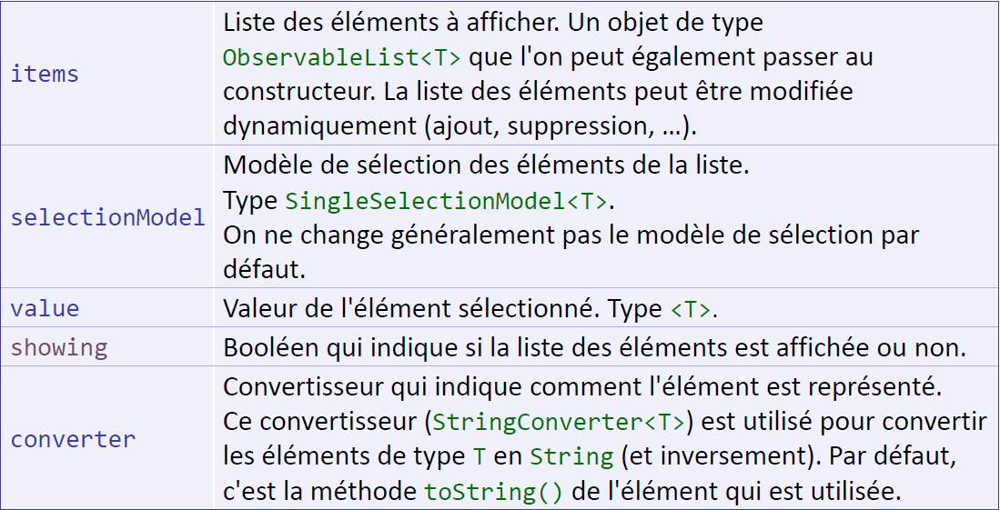 items
Liste des éléments à afficher. Un objet de type
ObservableList<T> que l'on peut également passer au
constructeur. La liste des éléments peut être modifiée
dynamiquement (ajout, suppression, …).
selectionModel
Modèle de sélection des éléments de la liste.
Type SingleSelectionModel<T>.
On ne change généralement pas le modèle de sélection par
défaut.
value
Valeur de l'élément sélectionné. Type <T>.
showing
Booléen qui indique si la liste des éléments est affichée ou non.
converter
Convertisseur qui indique comment l'élément est représenté.
Ce convertisseur (StringConverter<T>) est utilisé pour convertir
les éléments de type T en String (et inversement). Par défaut,
c'est la méthode toString() de l'élément qui est utilisée.